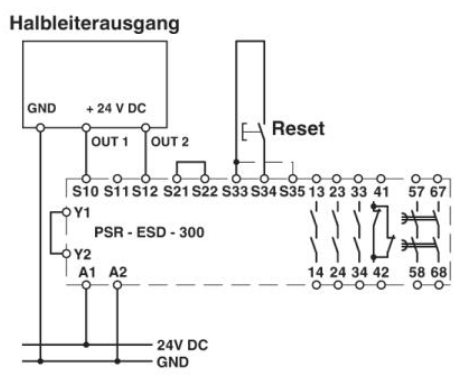 Halbleiterausgang
GND + 24 V DC
OUT 1 OUT 2
Reset
S10 S11 S12 S21 S22 S33 S34 S35 13 23 33 41 57 67
Y1
PSR - ESD - 300
Y2
A1 A2
14 24 34 42 58 68
24V DC
GND